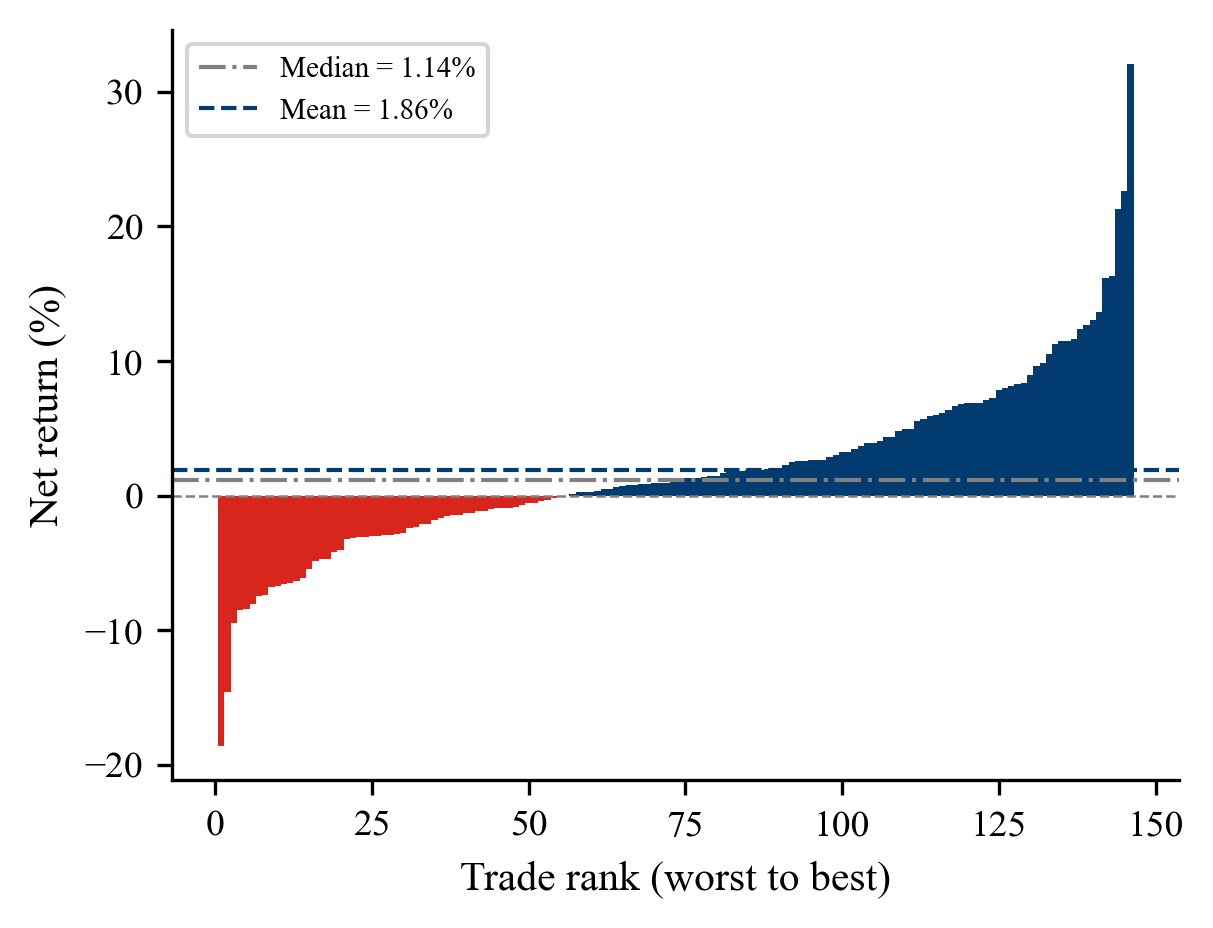 Median = 1.14%
Mean = 1.86%
30
20
10
0
−10
−20
Net return (%)
0 25 50 75 100 125 150
Trade rank (worst to best)